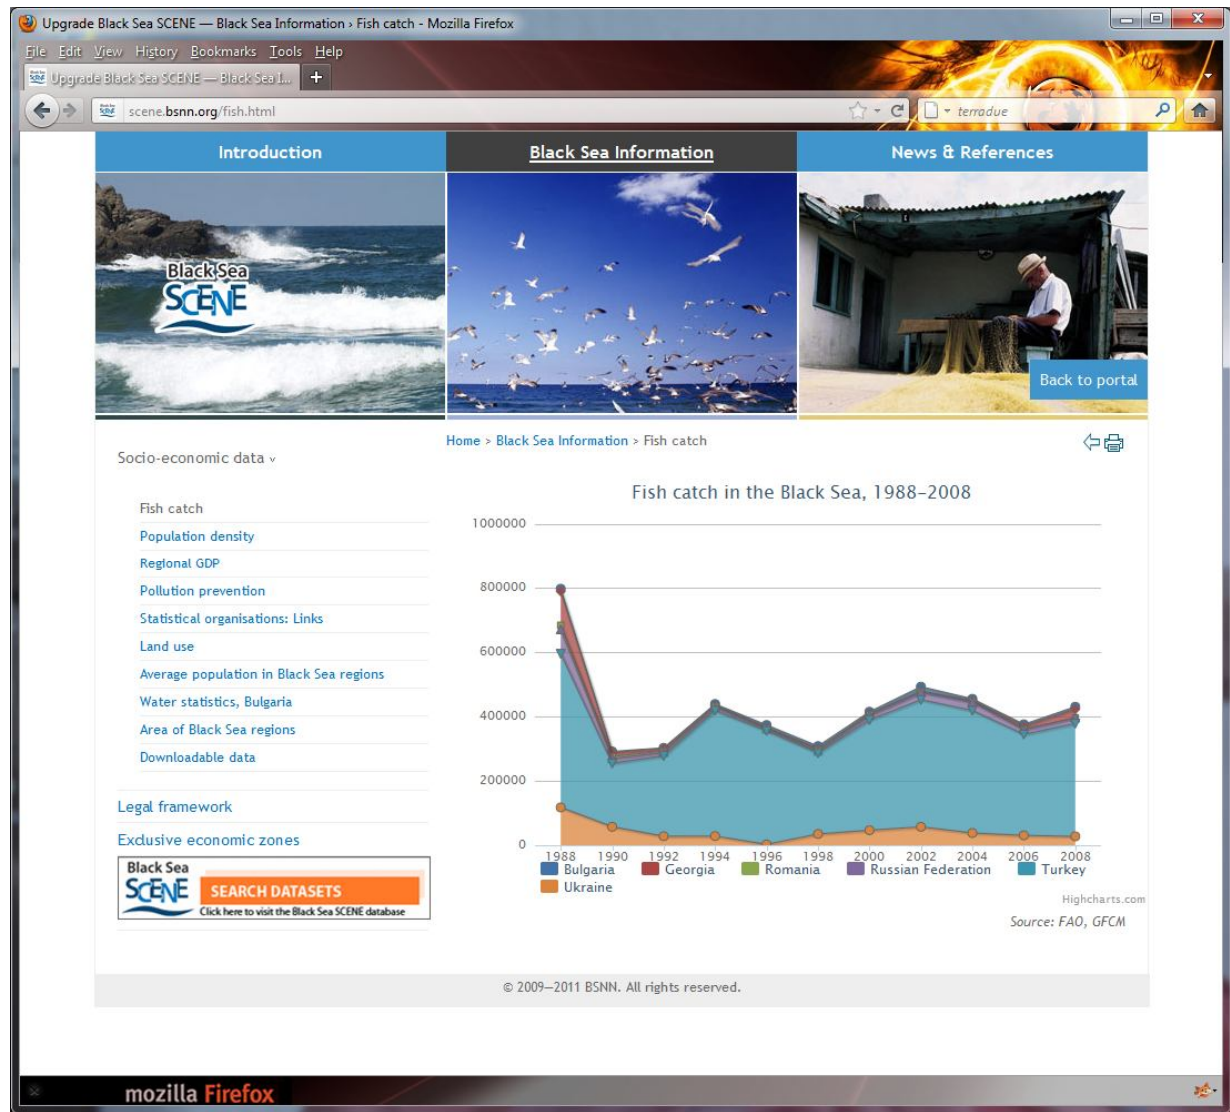 Upgrade Black Sea SCENE — Black Sea Information › Fish catch - Mozilla Firefox
File Edit View History Bookmarks Tools Help
Upgrade Black Sea SCENE — Black Sea I... +
scene.bsnn.org/fish.html
terradue
Introduction
Black Sea Information
News & References
Black Sea
SCENE
Back to portal
Home > Black Sea Information > Fish catch
Socio-economic data v
Fish catch
Population density
Regional GDP
Pollution prevention
Statistical organisations: Links
Land use
Average population in Black Sea regions
Water statistics, Bulgaria
Area of Black Sea regions
Downloadable data
Legal framework
Exclusive economic zones
Black Sea
SCENE
SEARCH DATASETS
Click here to visit the Black Sea SCENE database
Fish catch in the Black Sea, 1988–2008
1000000
800000
600000
400000
200000
0
1988 1990 1992 1994 1996 1998 2000 2002 2004 2006 2008
Bulgaria Georgia Romania Russian Federation Turkey
Ukraine
Highcharts.com
Source: FAO, GFCM
© 2009—2011 BSNN. All rights reserved.
mozilla Firefox